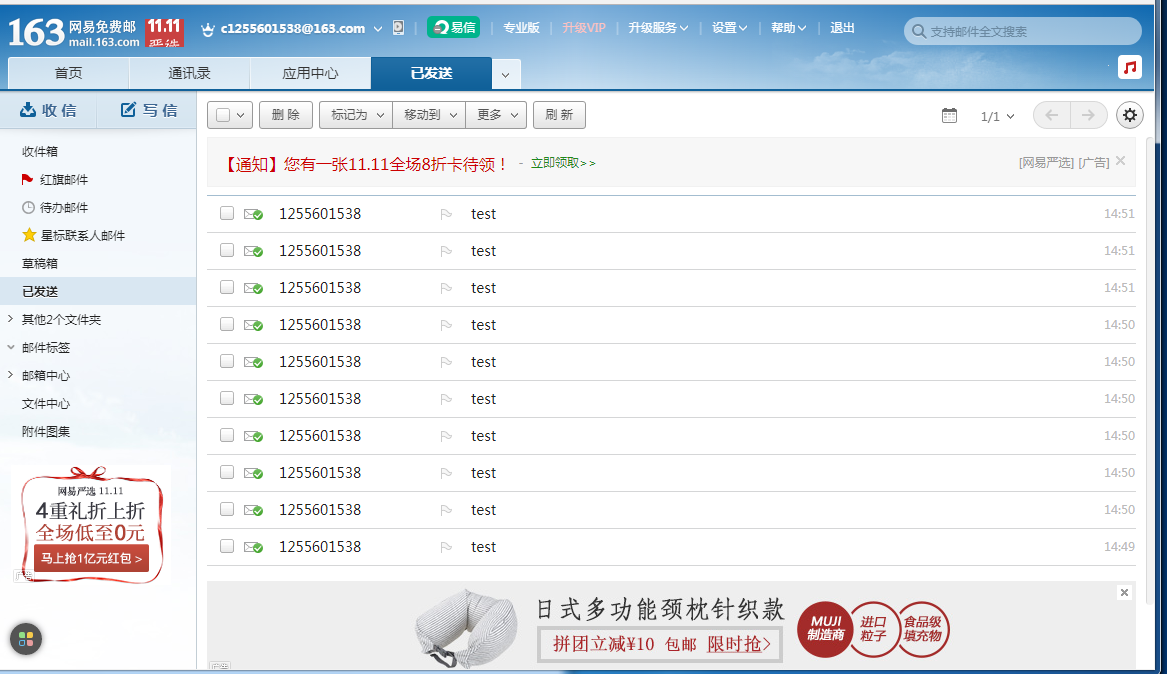 163 网易免费邮 mail.163.com 11.11 严选 c1255601538@163.com 易信 专业版 升级VIP 升级服务 设置 帮助 退出 支持邮件全文搜索
首页 通讯录 应用中心 已发送
收信 写信 删除 标记为 移动到 更多 刷新 1/1
收件箱
红旗邮件
待办邮件
星标联系人邮件
草稿箱
已发送
其他2个文件夹
邮件标签
邮箱中心
文件中心
附件图集
网易严选 11.11
4重礼折上折
全场低至0元
马上抢1亿元红包 >
广告
【通知】您有一张11.11全场8折卡待领！ - 立即领取>> [网易严选] [广告]
1255601538 test 14:51
1255601538 test 14:51
1255601538 test 14:51
1255601538 test 14:50
1255601538 test 14:50
1255601538 test 14:50
1255601538 test 14:50
1255601538 test 14:50
1255601538 test 14:50
1255601538 test 14:49
日式多功能颈枕针织款
拼团立减¥10 包邮 限时抢>
MUJI 制造商
进口 粒子
食品级 填充物
广告